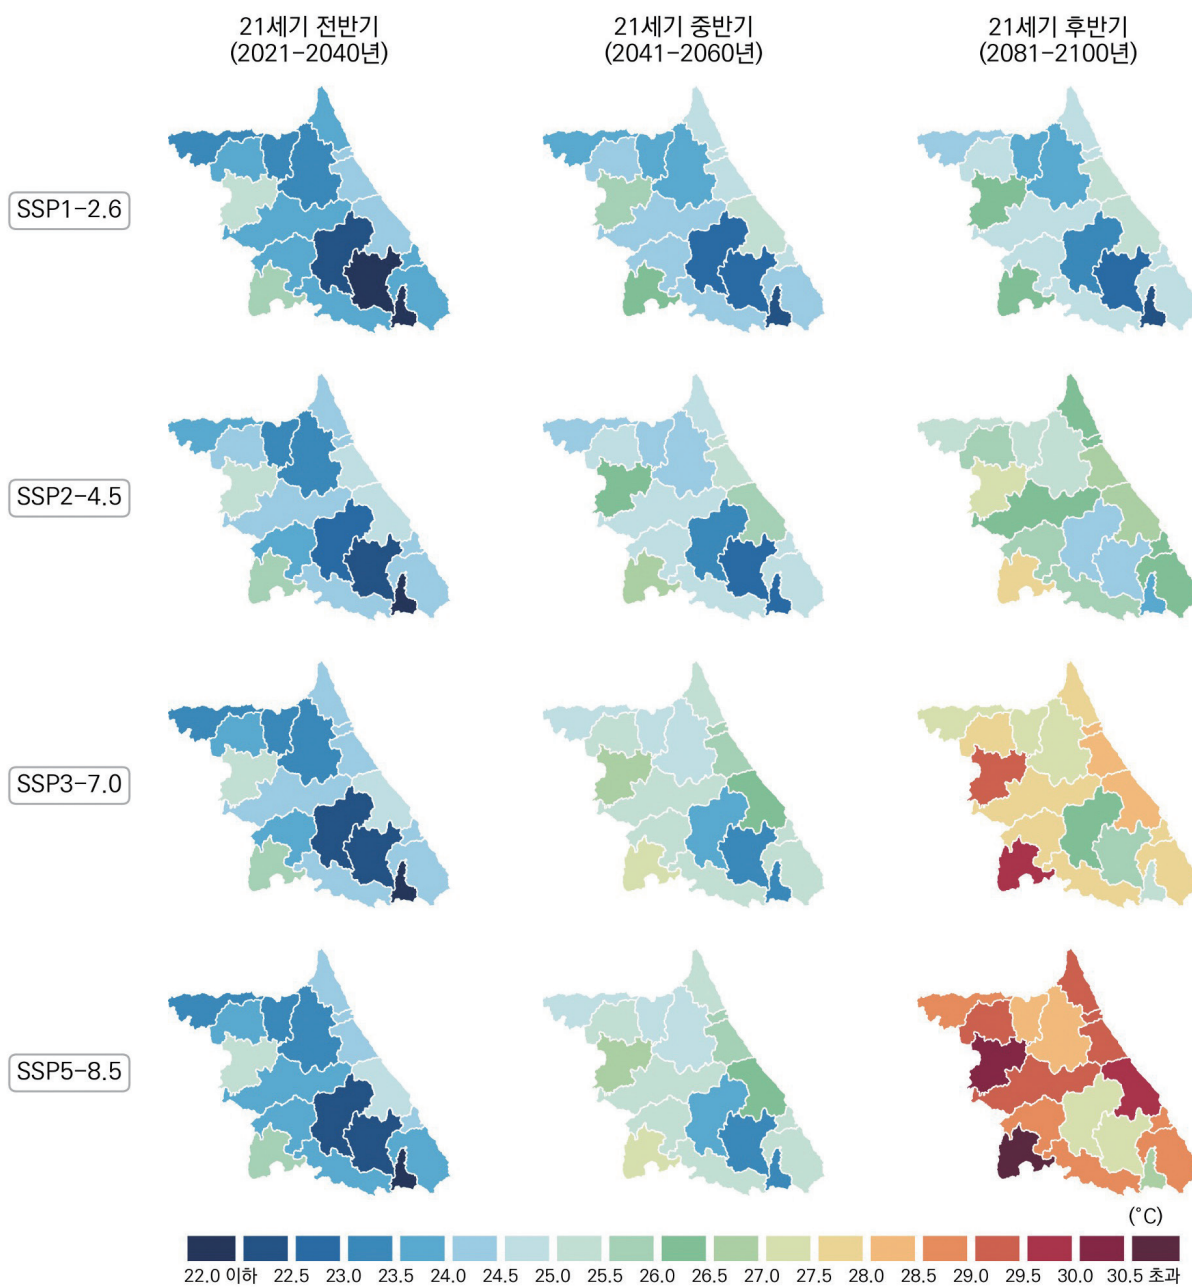 21세기 전반기
(2021-2040년)
21세기 중반기
(2041-2060년)
21세기 후반기
(2081-2100년)
SSP1-2.6
SSP2-4.5
SSP3-7.0
SSP5-8.5
(°C)
22.0 이하 22.5 23.0 23.5 24.0 24.5 25.0 25.5 26.0 26.5 27.0 27.5 28.0 28.5 29.0 29.5 30.0 30.5 초과